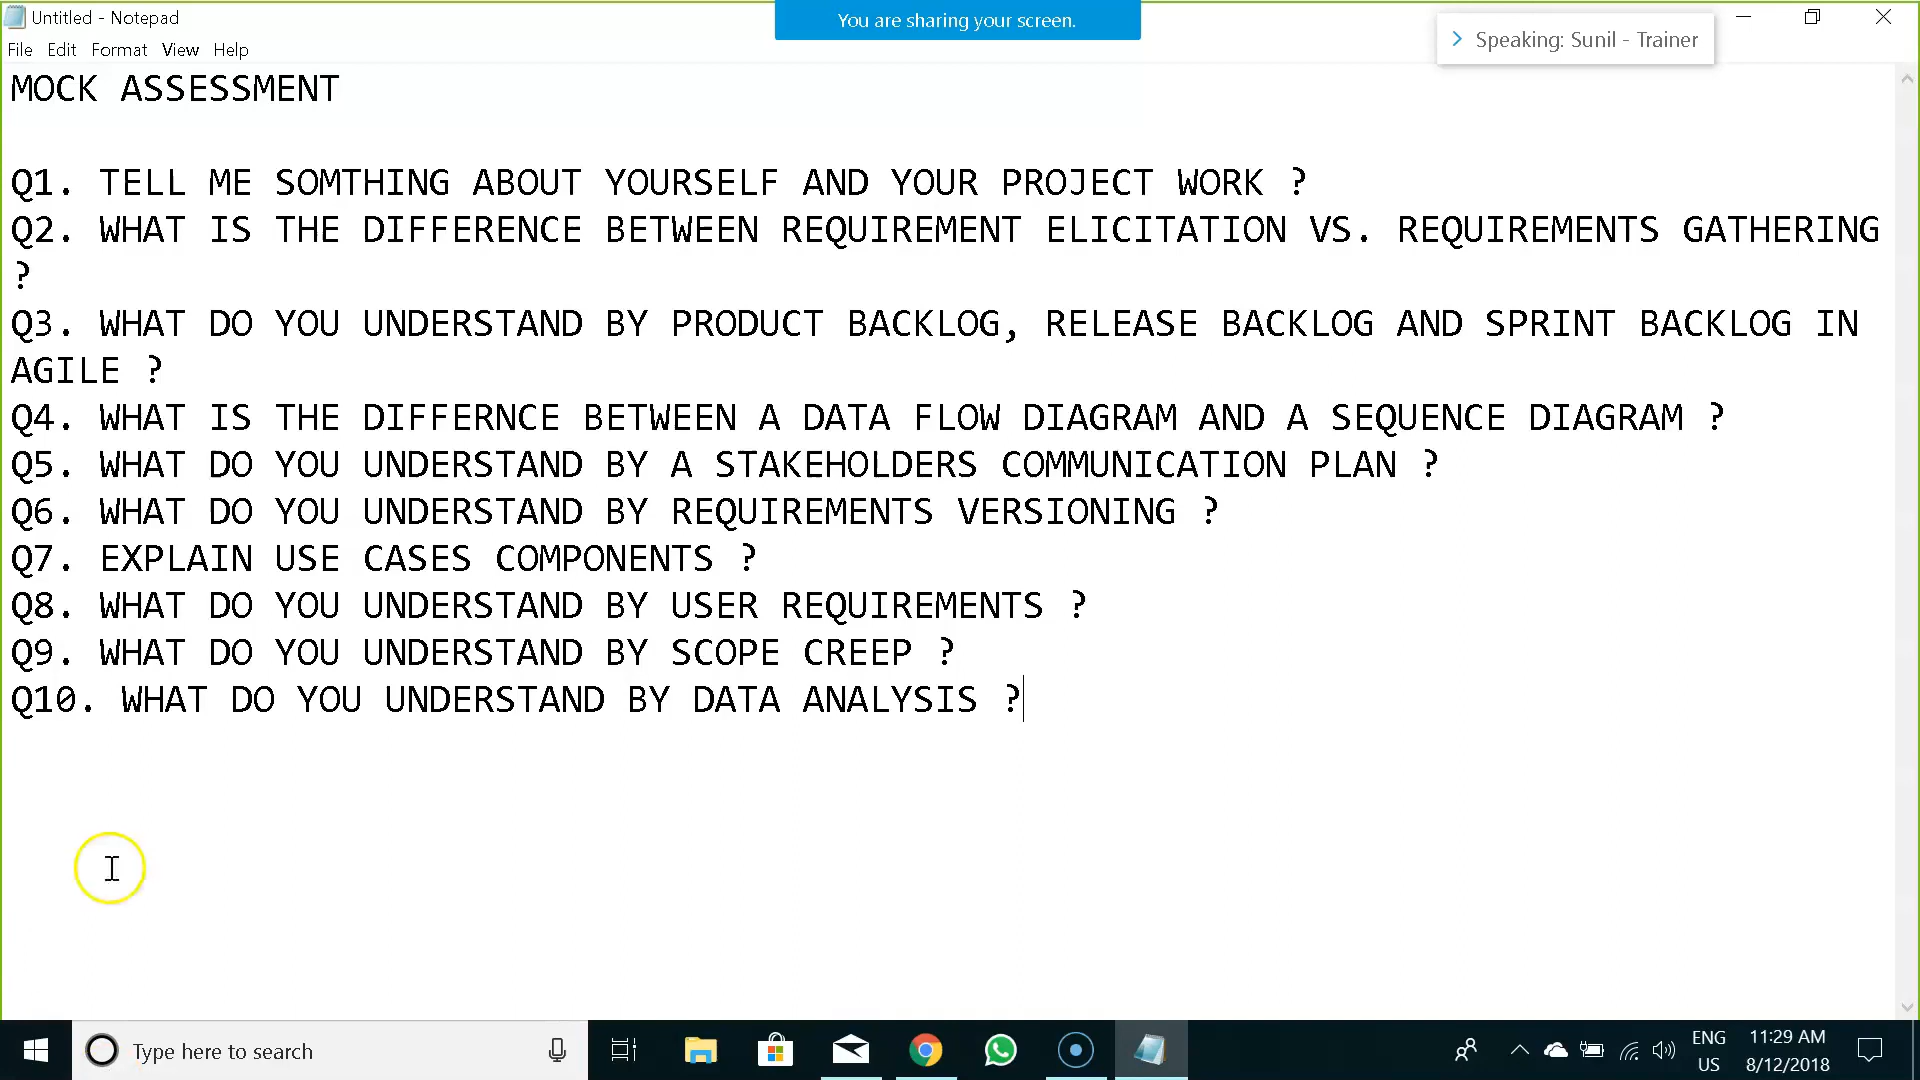 Untitled - Notepad
You are sharing your screen.
Speaking: Sunil - Trainer
File Edit Format View Help
MOCK ASSESSMENT
Q1. TELL ME SOMTHING ABOUT YOURSELF AND YOUR PROJECT WORK ?
Q2. WHAT IS THE DIFFERENCE BETWEEN REQUIREMENT ELICITATION VS. REQUIREMENTS GATHERING
?
Q3. WHAT DO YOU UNDERSTAND BY PRODUCT BACKLOG, RELEASE BACKLOG AND SPRINT BACKLOG IN
AGILE ?
Q4. WHAT IS THE DIFFERNCE BETWEEN A DATA FLOW DIAGRAM AND A SEQUENCE DIAGRAM ?
Q5. WHAT DO YOU UNDERSTAND BY A STAKEHOLDERS COMMUNICATION PLAN ?
Q6. WHAT DO YOU UNDERSTAND BY REQUIREMENTS VERSIONING ?
Q7. EXPLAIN USE CASES COMPONENTS ?
Q8. WHAT DO YOU UNDERSTAND BY USER REQUIREMENTS ?
Q9. WHAT DO YOU UNDERSTAND BY SCOPE CREEP ?
Q10. WHAT DO YOU UNDERSTAND BY DATA ANALYSIS ?
Type here to search
ENG
US
11:29 AM
8/12/2018